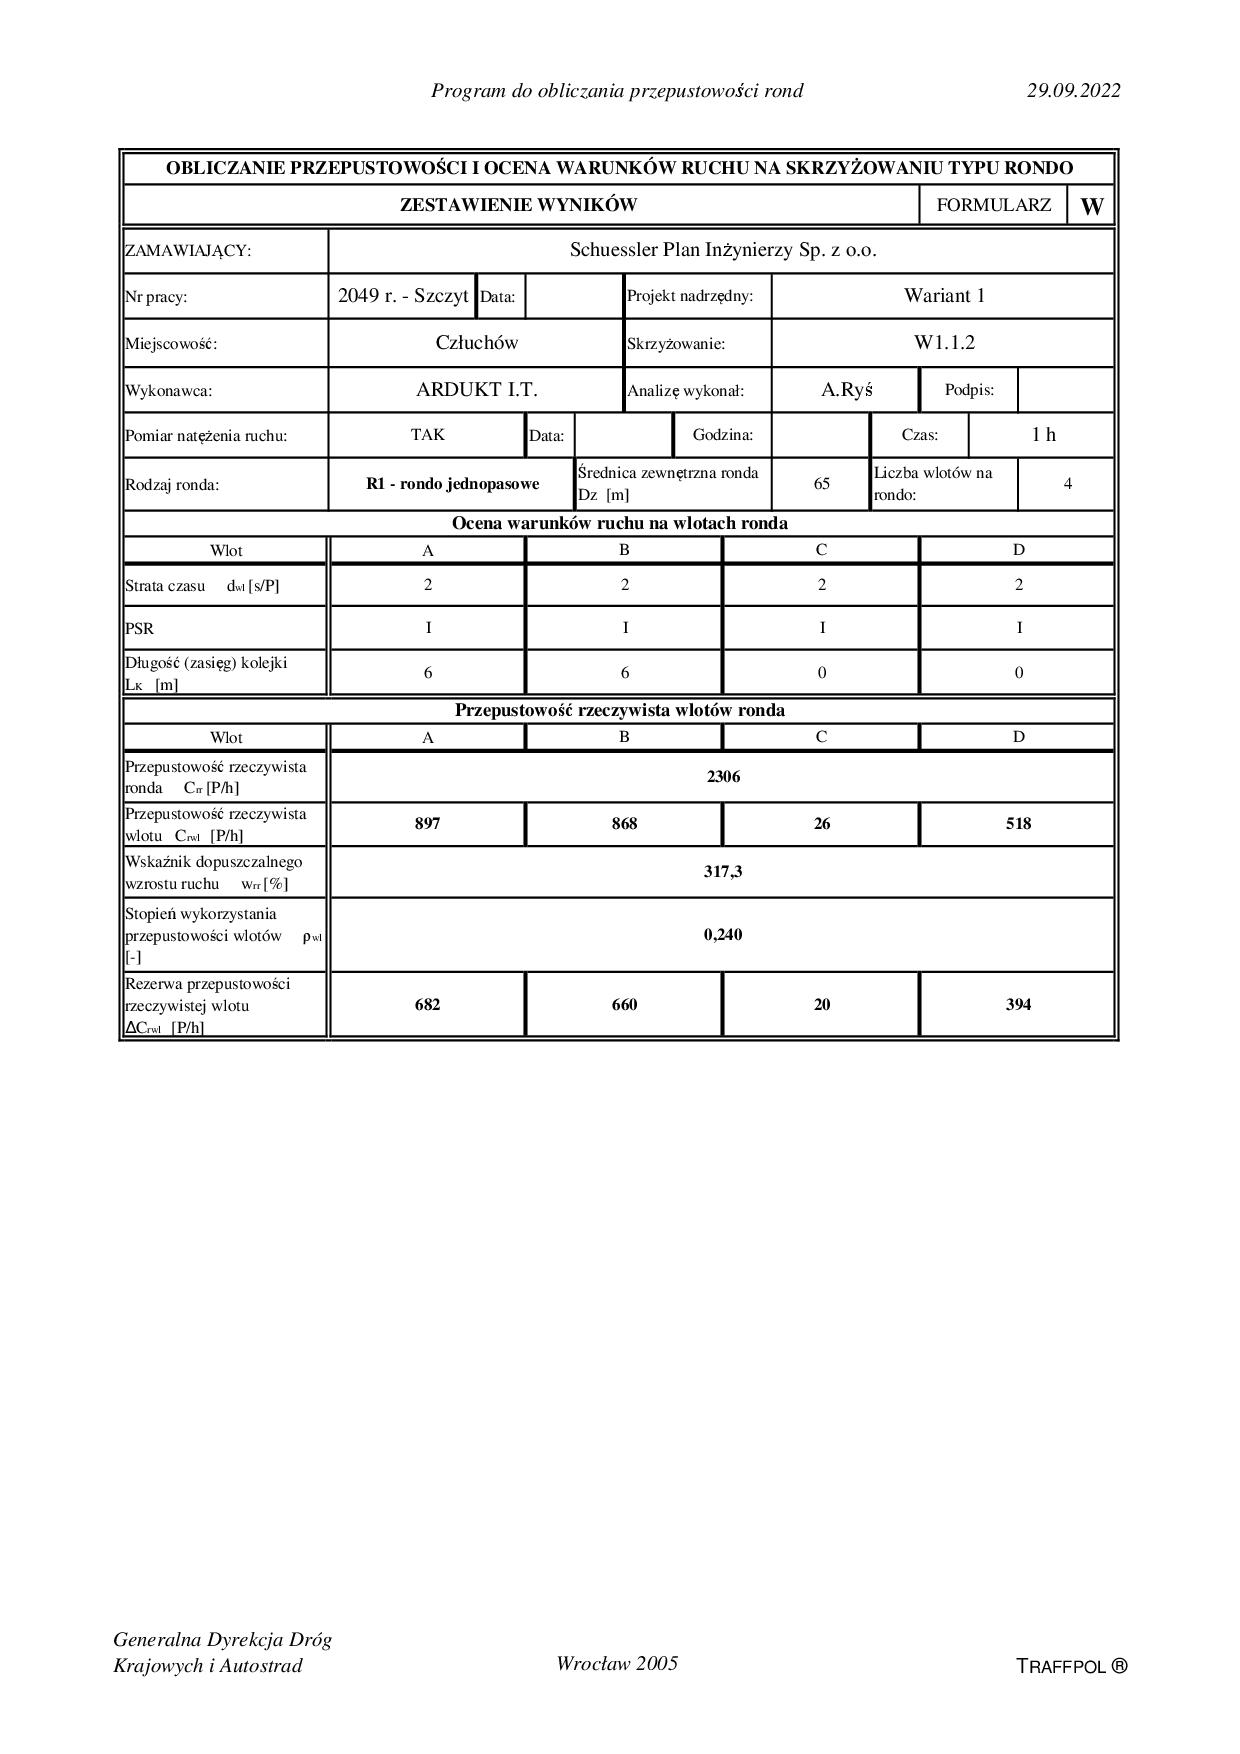 Program do obliczania przepustowości rond 29.09.2022
OBLICZANIE PRZEPUSTOWOŚCI I OCENA WARUNKÓW RUCHU NA SKRZYŻOWANIU TYPU RONDO
ZESTAWIENIE WYNIKÓW FORMULARZ W
ZAMAWIAJĄCY: Schuessler Plan Inżynierzy Sp. z o.o.
Nr pracy: 2049 r. - Szczyt Data: Projekt nadrzędny: Wariant 1
Miejscowość: Człuchów Skrzyżowanie: W1.1.2
Wykonawca: ARDUKT I.T. Analizę wykonał: A.Ryś Podpis:
Pomiar natężenia ruchu: TAK Data: Godzina: Czas: 1 h
Rodzaj ronda: R1 - rondo jednopasowe Średnica zewnętrzna ronda Dz [m] 65 Liczba wlotów na rondo: 4
Ocena warunków ruchu na wlotach ronda
Wlot A B C D
Strata czasu dwl [s/P] 2 2 2 2
PSR I I I I
Długość (zasięg) kolejki
LK [m] 6 6 0 0
Przepustowość rzeczywista wlotów ronda
Wlot A B C D
Przepustowość rzeczywista
ronda Crr [P/h] 2306
Przepustowość rzeczywista
wlotu Crwl [P/h] 897 868 26 518
Wskaźnik dopuszczalnego
wzrostu ruchu wrr [%] 317,3
Stopień wykorzystania
przepustowości wlotów ρwl
[-] 0,240
Rezerwa przepustowości
rzeczywistej wlotu
ΔCrwl [P/h] 682 660 20 394
Generalna Dyrekcja Dróg
Krajowych i Autostrad Wrocław 2005 TRAFFPOL ®